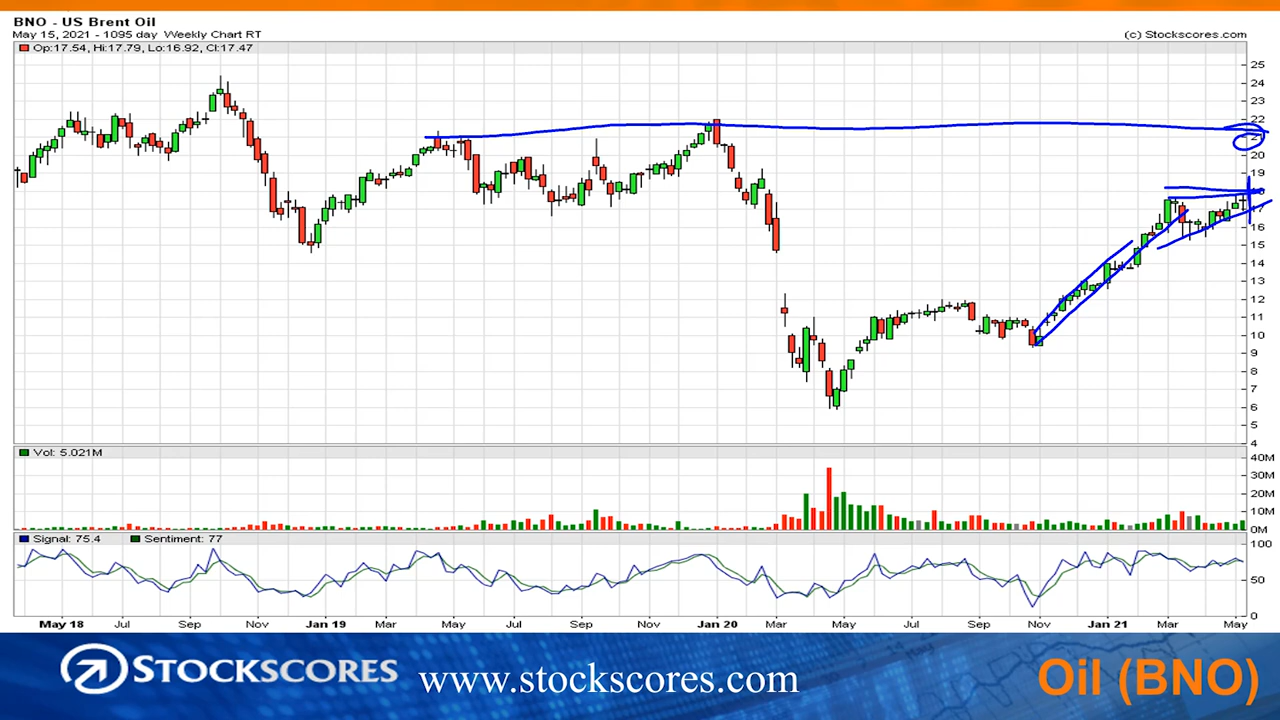 BNO - US Brent Oil
May 15, 2021 - 1095 day Weekly Chart RT
(c) Stockscores.com
Op:17.54, Hi:17.79, Lo:16.92, Cl:17.47
25
24
23
22
21
20
19
18
17
16
15
14
13
12
11
10
9
8
7
6
5
4
Vol: 5.021M
40M
30M
20M
10M
0M
Signal: 75.4 Sentiment: 77
100
50
0
May 18 Jul Sep Nov Jan 19 Mar May Jul Sep Nov Jan 20 Mar May Jul Sep Nov Jan 21 Mar May
STOCKSCORES www.stockscores.com Oil (BNO)